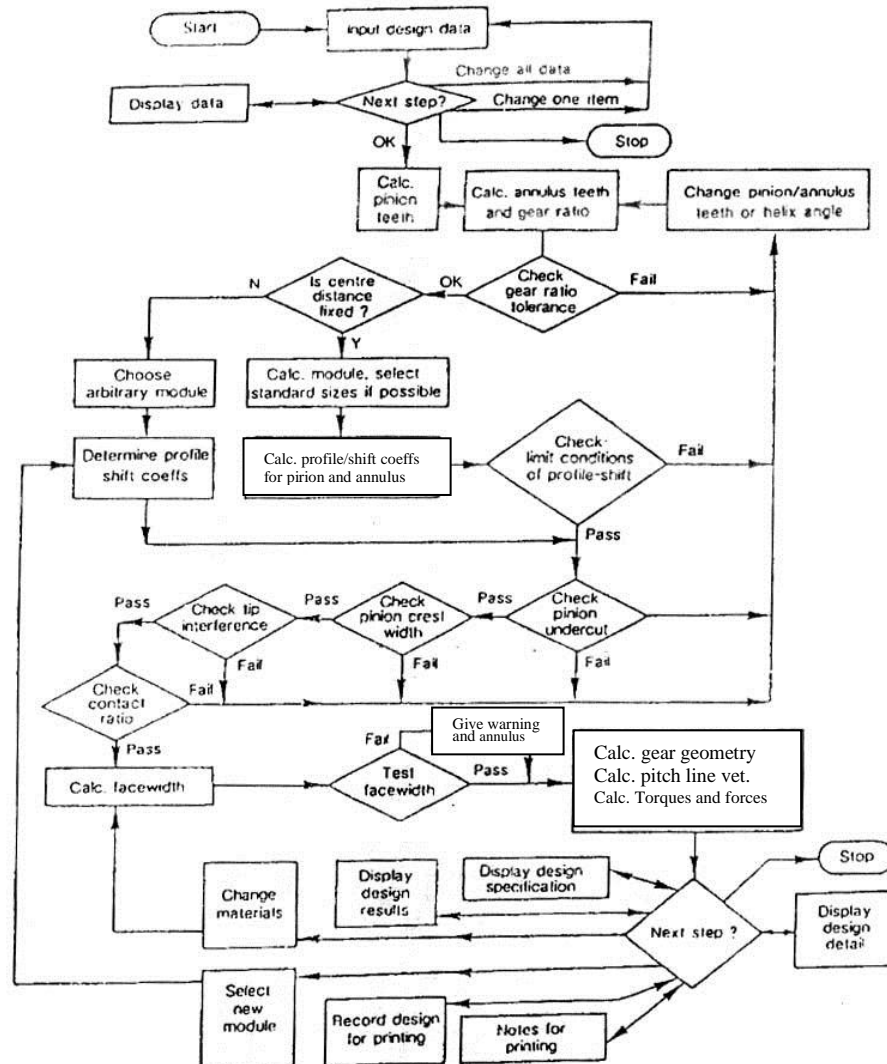 Start
Input design data
Change all data
Display data
Next step?
Change one item
OK
Stop
Calc.
pinion
teeth
Calc. annulus teeth
and gear ratio
Change pinion/annulus
teeth or helix angle
N
Is centre
distance
fixed ?
OK
Check
gear ratio
tolerance
Fail
Y
Choose
arbitrary module
Calc. module, select
standard sizes if possible
Determine profile
shift coeffs
Calc. profile/shift coeffs
for pirion and annulus
Check
limit conditions
of profile-shift
Fail
Pass
Pass
Check tip
interference
Pass
Check
pinion crest
width
Pass
Check
pinion
undercut
Fail
Fail
Fail
Check
contact
ratio
Fail
Pass
Calc. facewidth
Fail
Give warning
and annulus
Test
facewidth
Pass
Calc. gear geometry
Calc. pitch line vet.
Calc. Torques and forces
Stop
Change
materials
Display
design
results
Display design
specification
Next step ?
Display
design
detail
Select
new
module
Record design
for printing
Notes for
printing